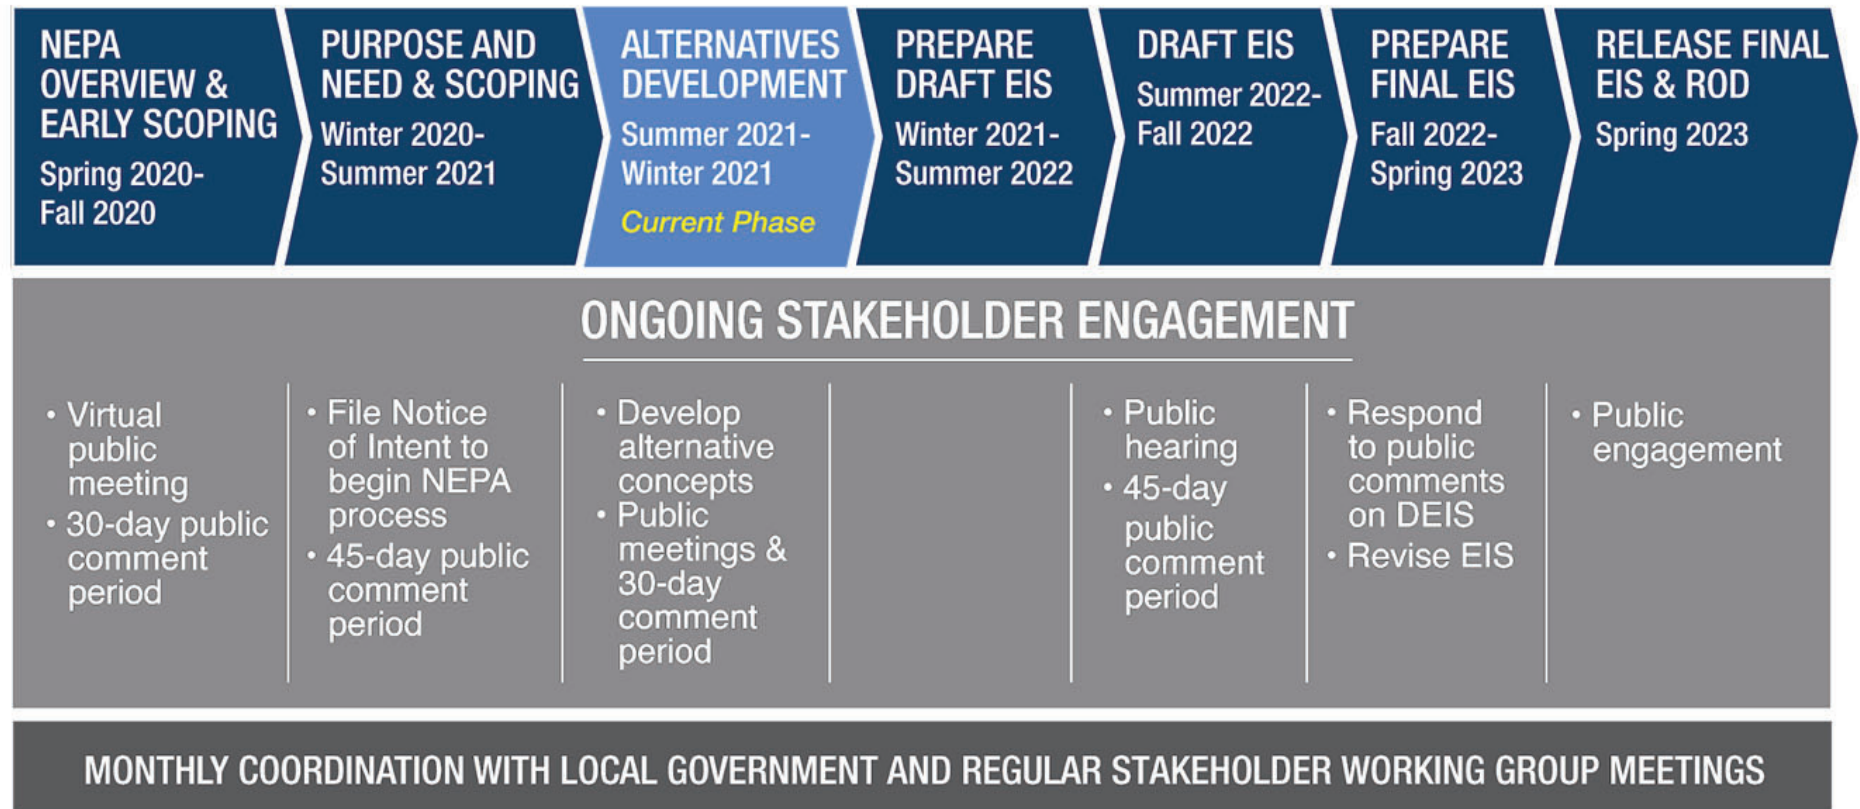 NEPA
OVERVIEW &
EARLY SCOPING
Spring 2020-
Fall 2020
PURPOSE AND
NEED & SCOPING
Winter 2020-
Summer 2021
ALTERNATIVES
DEVELOPMENT
Summer 2021-
Winter 2021
Current Phase
PREPARE
DRAFT EIS
Winter 2021-
Summer 2022
DRAFT EIS
Summer 2022-
Fall 2022
PREPARE
FINAL EIS
Fall 2022-
Spring 2023
RELEASE FINAL
EIS & ROD
Spring 2023
ONGOING STAKEHOLDER ENGAGEMENT
• Virtual
public
meeting
• 30-day public
comment
period
• File Notice
of Intent to
begin NEPA
process
• 45-day public
comment
period
• Develop
alternative
concepts
• Public
meetings &
30-day
comment
period
• Public
hearing
• 45-day
public
comment
period
• Respond
to public
comments
on DEIS
• Revise EIS
• Public
engagement
MONTHLY COORDINATION WITH LOCAL GOVERNMENT AND REGULAR STAKEHOLDER WORKING GROUP MEETINGS